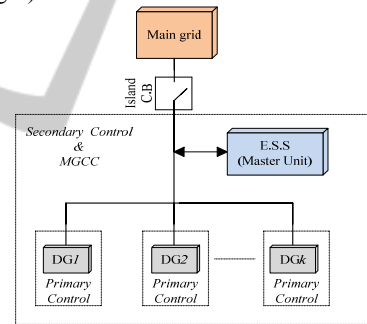 Main grid
Island
C.B
Secondary Control
&
MGCC
E.S.S
(Master Unit)
DG1
DG2
DGk
Primary
Control
Primary
Control
Primary
Control